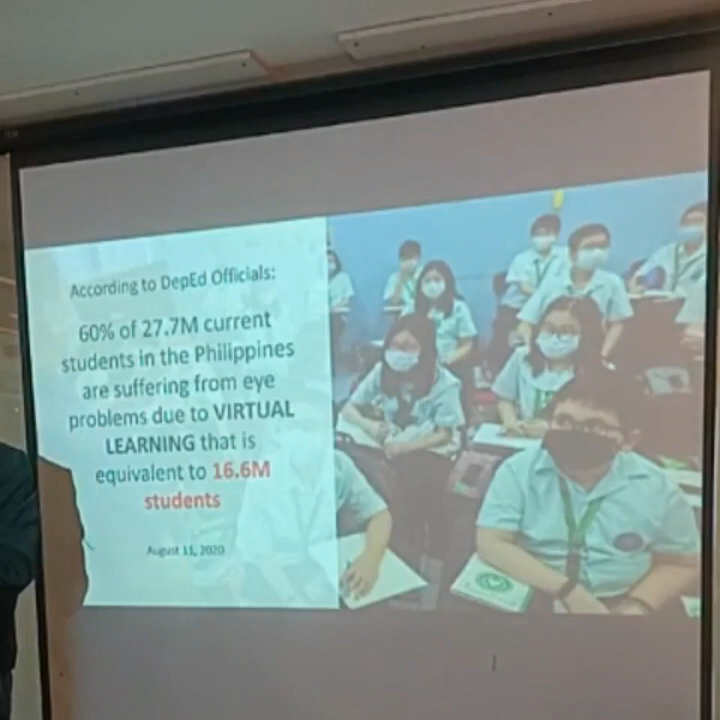 According to DepEd Officials:
60% of 27.7M current
students in the Philippines
are suffering from eye
problems due to VIRTUAL
LEARNING that is
equivalent to 16.6M
students
August 11, 2020